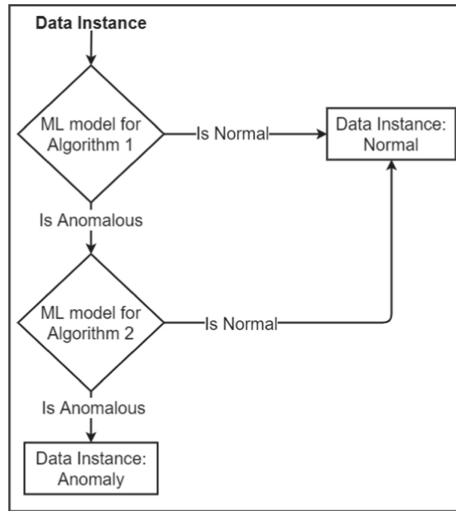 Data Instance
ML model for
Algorithm 1
Is Normal
Data Instance:
Normal
Is Anomalous
ML model for
Algorithm 2
Is Normal
Is Anomalous
Data Instance:
Anomaly